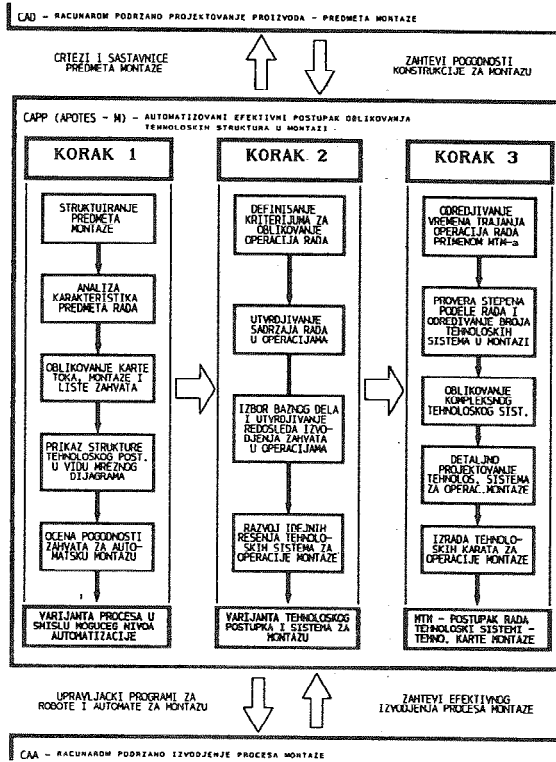 CAD - RACUNAROM PODRZANO PROJEKTOVANJE PROIZVODA - PREDMETA MONTAZE
CRTEZI I SASTAVNICE
PREDMETA MONTAZE
ZAHTEVI POGODNOSTI
KONSTRUKCIJE ZA MONTAZU
CAPP (APOTES - M) - AUTOMATIZOVANI EFEKTIVNI POSTUPAK OBLIKOVANJA
TEHNOLOSKIH STRUKTURA U MONTAZI
KORAK 1
STRUKTUIRANJE
PREDMETA
MONTAZE
ANALIZA
KARAKTERISTIKA
PREDMETA RADA
OBLIKOVANJE KARTE
TOKA, MONTAZE I
LISTE ZAHVATA
PRIKAZ STRUKTURE
TEHNOLOSKOG POST.
U VIDU MREZNOG
DIJAGRAMA
OCENA POGODNOSTI
ZAHVATA ZA AUTO-
MATSKU MONTAZU
VARIJANTA PROCESA U
SMISLU MOGUCEG NIVOA
AUTOMATIZACIJE
KORAK 2
DEFINISANJE
KRITERIJUMA ZA
OBLIKOVANJE
OPERACIJA RADA
UTVRDJIVANJE
SADRZAJA RADA
U OPERACIJAMA
IZBOR BAZNOG DELA
I UTVRDJIVANJE
REDOSLEDA IZVO-
DJENJA ZAHVATA
U OPERACIJAMA
RAZVOJ IDEJNIH
RESENJA TEHNOLO-
SKIH SISTEMA ZA
OPERACIJE MONTAZE
VARIJANTA TEHNOLOSKOG
POSTUPKA I SISTEMA ZA
MONTAZU
KORAK 3
ODREDJIVANJE
VREMENA TRAJANJA
OPERACIJA RADA
PRIMENOM MTM-a
PROVERA STEPENA
PODELE RADA I
ODREDIVANJE BROJA
TEHNOLOSKIH
SISTEMA U MONTAZI
OBLIKOVANJE
KOMPLEKSNOG
TEHNOLOSKOG SIST.
DETALJNO
PROJEKTOVANJE
TEHNOLOS. SISTEMA
ZA OPERAC.MONTAZE
IZRADA TEHNOLO-
SKIH KARATA ZA
OPERACIJE MONTAZE
MTM - POSTUPAK RADA
TEHNOLOSKI SISTEMI -
TEHNO. KARTE MONTAZE
UPRAVLJACKI PROGRAMI ZA
ROBOTE I AUTOMATE ZA MONTAZU
ZAHTEVI EFEKTIVNOG
IZVODJENJA PROCESA MONTAZE
CAA - RACUNAROM PODRZANO IZVODJENJE PROCESA MONTAZE